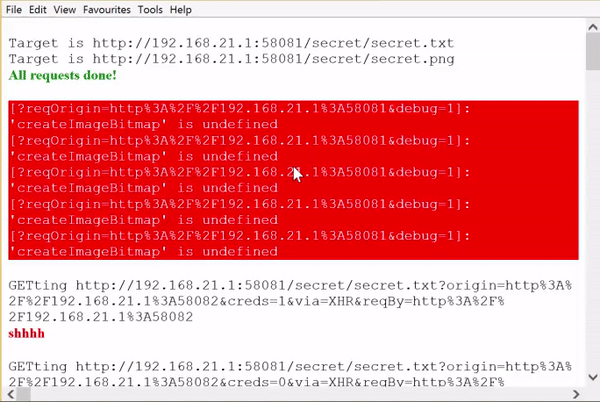 File Edit View Favourites Tools Help
Target is http://192.168.21.1:58081/secret/secret.txt
Target is http://192.168.21.1:58081/secret/secret.png
All requests done!
[?reqOrigin=http%3A%2F%2F192.168.21.1%3A58081&debug=1]:
'createImageBitmap' is undefined
[?reqOrigin=http%3A%2F%2F192.168.21.1%3A58081&debug=1]:
'createImageBitmap' is undefined
[?reqOrigin=http%3A%2F%2F192.168.21.1%3A58081&debug=1]:
'createImageBitmap' is undefined
[?reqOrigin=http%3A%2F%2F192.168.21.1%3A58081&debug=1]:
'createImageBitmap' is undefined
[?reqOrigin=http%3A%2F%2F192.168.21.1%3A58081&debug=1]:
'createImageBitmap' is undefined
GETting http://192.168.21.1:58081/secret/secret.txt?origin=http%3A%
2F%2F192.168.21.1%3A58082&creds=1&via=XHR&reqBy=http%3A%2F%
2F192.168.21.1%3A58082
shhhh
GETting http://192.168.21.1:58081/secret/secret.txt?origin=http%3A%
2F%2F192.168.21.1%3A58082&creds=0&via=XHR&reqBy=http%3A%2F%